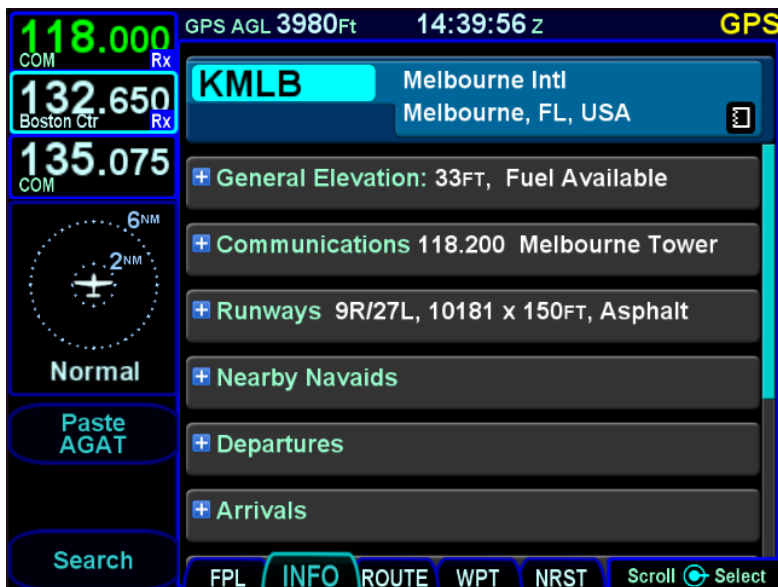 118.000
COM Rx
132.650
Boston Ctr Rx
135.075
COM
6NM
2NM
Normal
Paste
AGAT
Search
GPS AGL 3980Ft 14:39:56 Z GPS
KMLB
Melbourne Intl
Melbourne, FL, USA
General Elevation: 33FT, Fuel Available
Communications 118.200 Melbourne Tower
Runways 9R/27L, 10181 x 150FT, Asphalt
Nearby Navaids
Departures
Arrivals
FPL INFO ROUTE WPT NRST Scroll Select